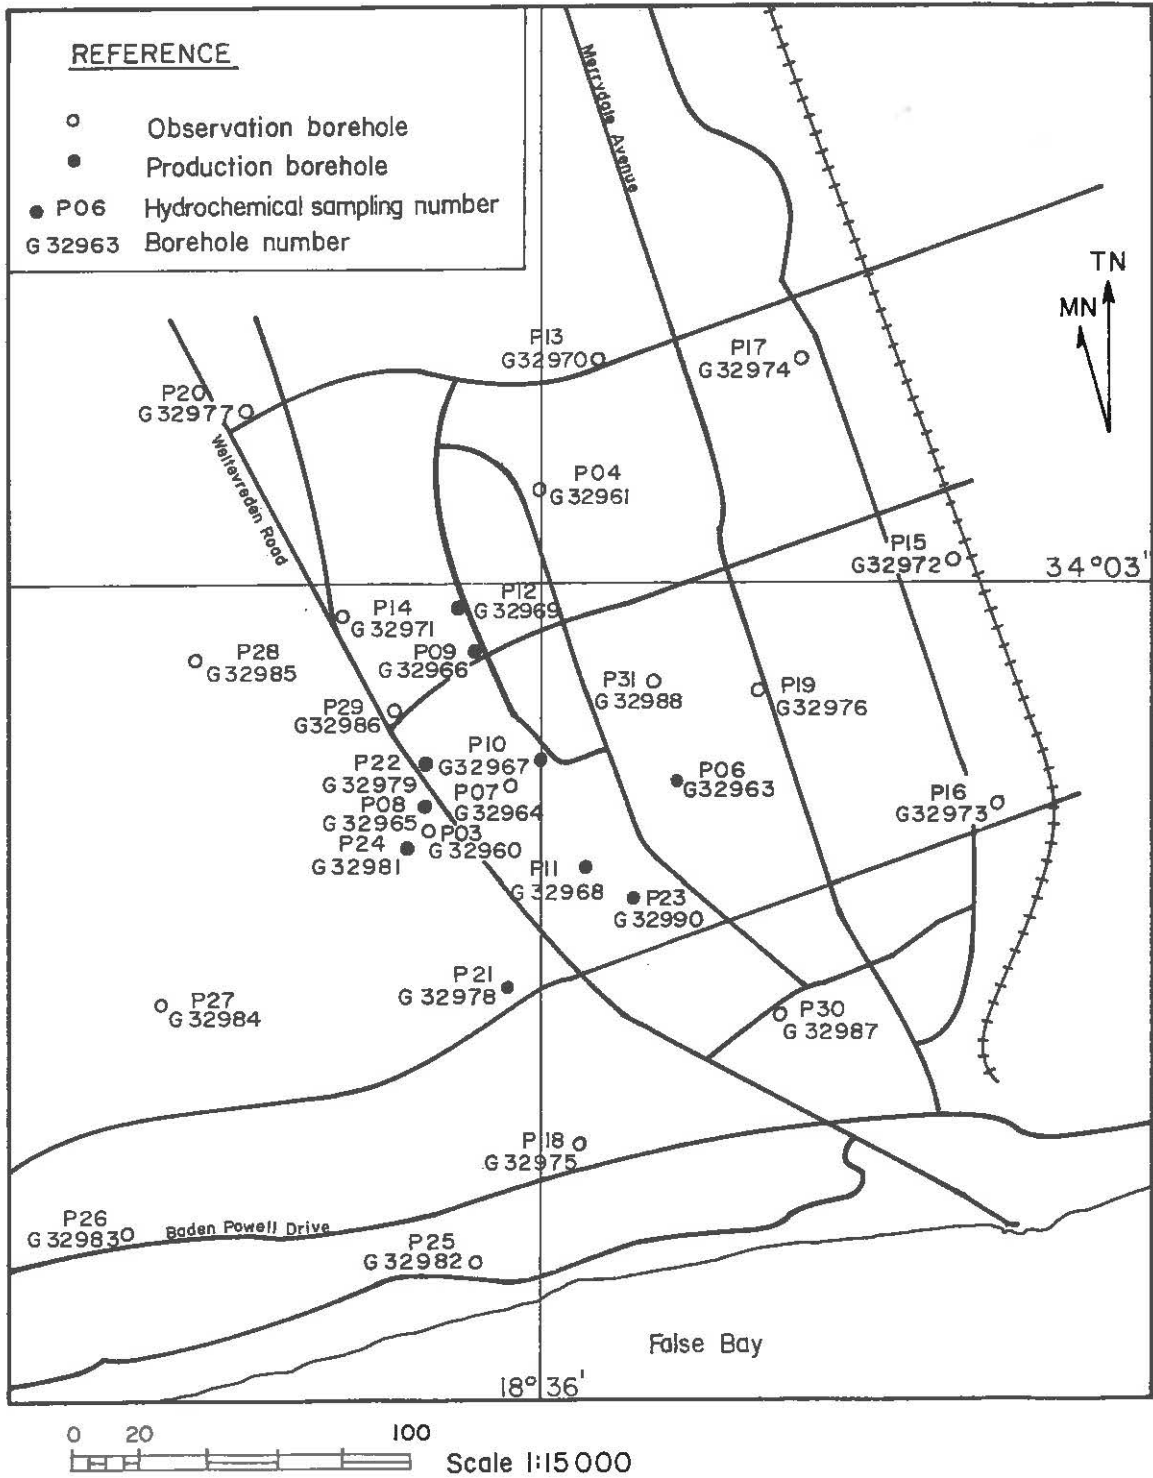 REFERENCE
Observation borehole
Production borehole
P06 Hydrochemical sampling number
G32963 Borehole number
Merrydale Avenue
TN
MN
P13
G32970
P17
G32974
P20
G32977
Weltevreden Road
P04
G32961
P15
G32972
34°03"
P12
G32969
P14
G32971
P09
G32966
P28
G32985
P31
G32988
P19
G32976
P29
G32986
P10
G32967
P22
G32979
P06
G32963
P07
G32964
P16
G32973
P08
G32965
P03
G32960
P24
G32981
P11
G32968
P23
G32990
P21
G32978
P27
G32984
P30
G32987
P18
G32975
P26
G32983
Baden Powell Drive
P25
G32982
False Bay
18°36'
0 20 100
Scale 1:15000